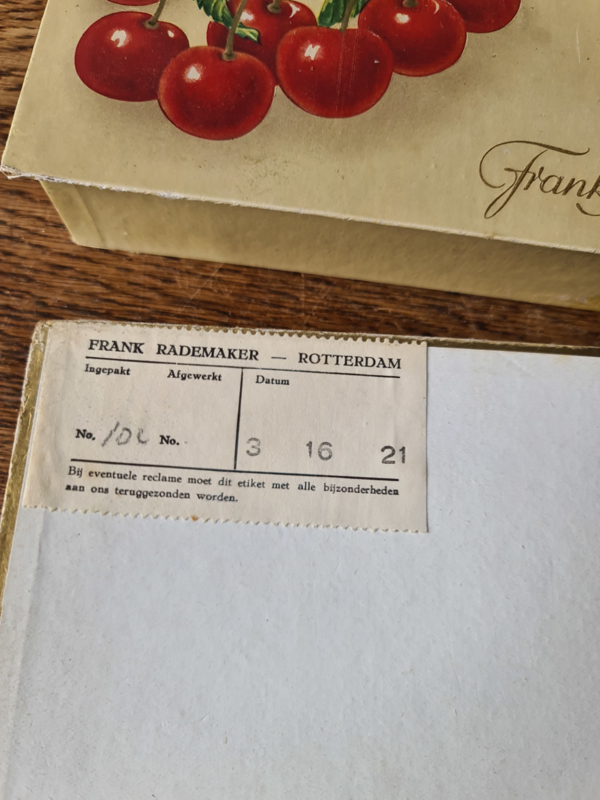 Frank
FRANK RADEMAKER — ROTTERDAM
Ingepakt Afgewerkt Datum
No. No. 3 16 21
Bij eventuele reclame moet dit etiket met alle bijzonderheden
aan ons teruggezonden worden.